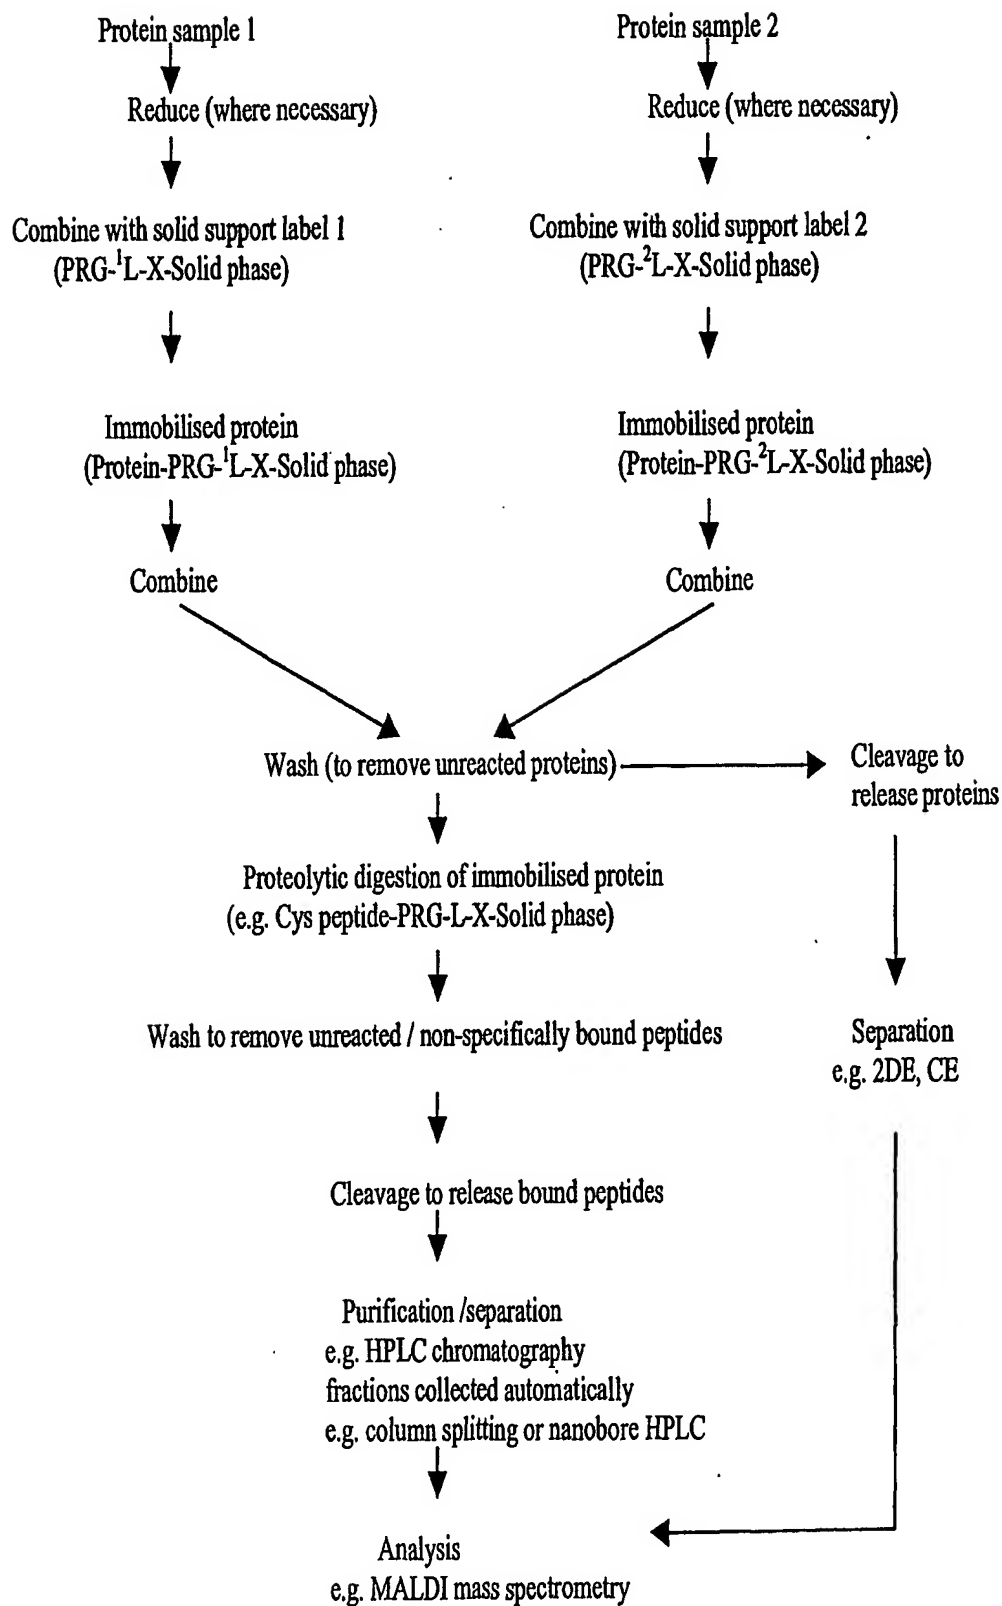 Protein sample 1
Reduce (where necessary)
Combine with solid support label 1
(PRG-¹L-X-Solid phase)
Immobilised protein
(Protein-PRG-¹L-X-Solid phase)
Combine
Protein sample 2
Reduce (where necessary)
Combine with solid support label 2
(PRG-²L-X-Solid phase)
Immobilised protein
(Protein-PRG-²L-X-Solid phase)
Combine
Wash (to remove unreacted proteins)
Proteolytic digestion of immobilised protein
(e.g. Cys peptide-PRG-L-X-Solid phase)
Wash to remove unreacted / non-specifically bound peptides
Cleavage to release bound peptides
Purification /separation
e.g. HPLC chromatography
fractions collected automatically
e.g. column splitting or nanobore HPLC
Cleavage to
release proteins
Separation
e.g. 2DE, CE
Analysis
e.g. MALDI mass spectrometry